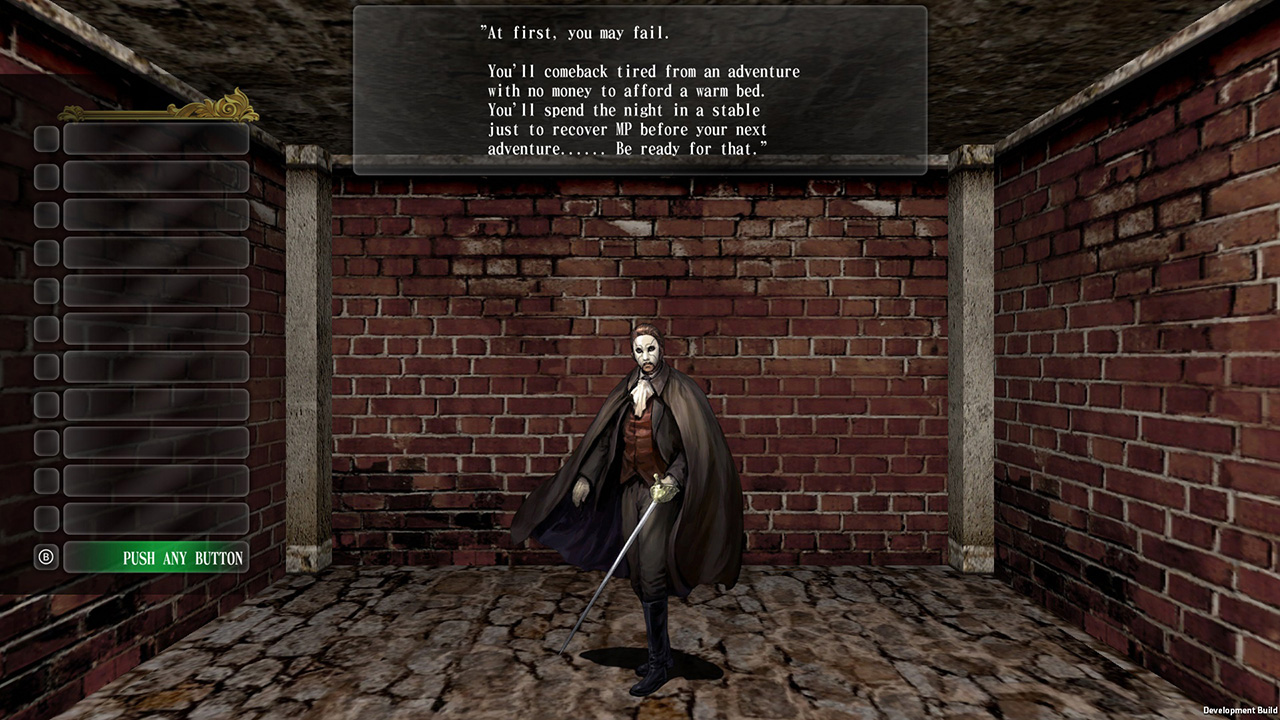 "At first, you may fail.
You'll comeback tired from an adventure
with no money to afford a warm bed.
You'll spend the night in a stable
just to recover MP before your next
adventure...... Be ready for that."
B PUSH ANY BUTTON
Development Build